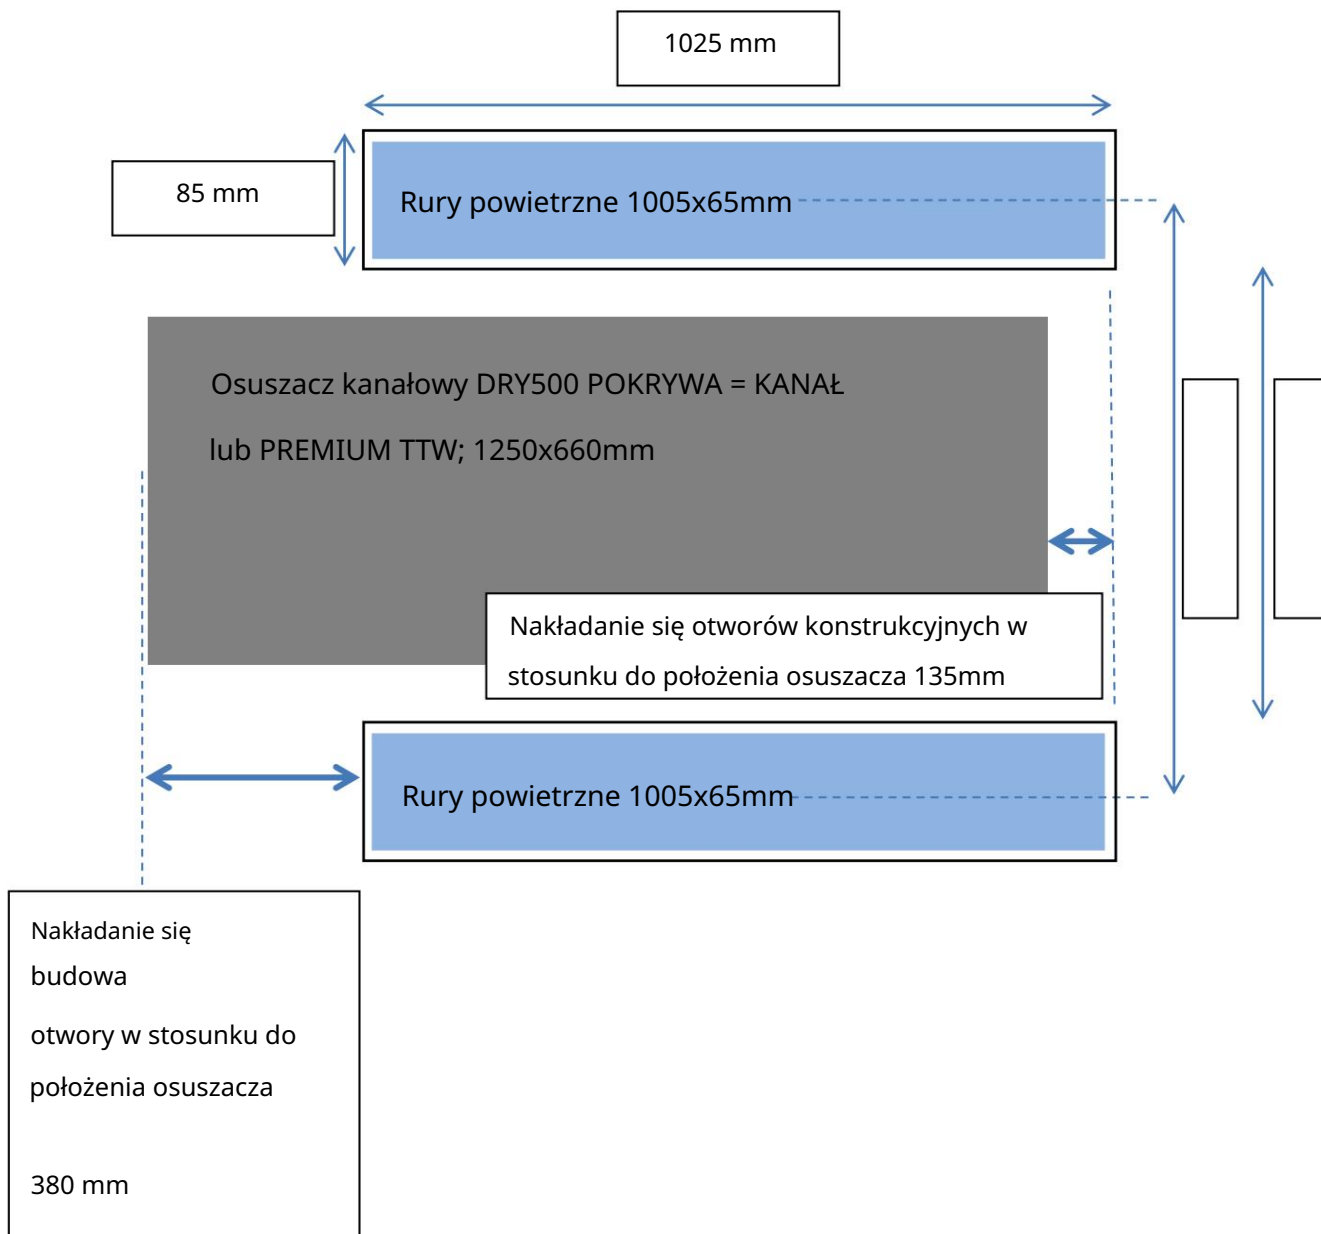 1025 mm
85 mm
Rury powietrzne 1005x65mm
Osuszacz kanałowy DRY500 POKRYWA = KANAŁ
lub PREMIUM TTW; 1250x660mm
Nakładanie się otworów konstrukcyjnych w
stosunku do położenia osuszacza 135mm
Rury powietrzne 1005x65mm
Nakładanie się
budowa
otwory w stosunku do
położenia osuszacza
380 mm